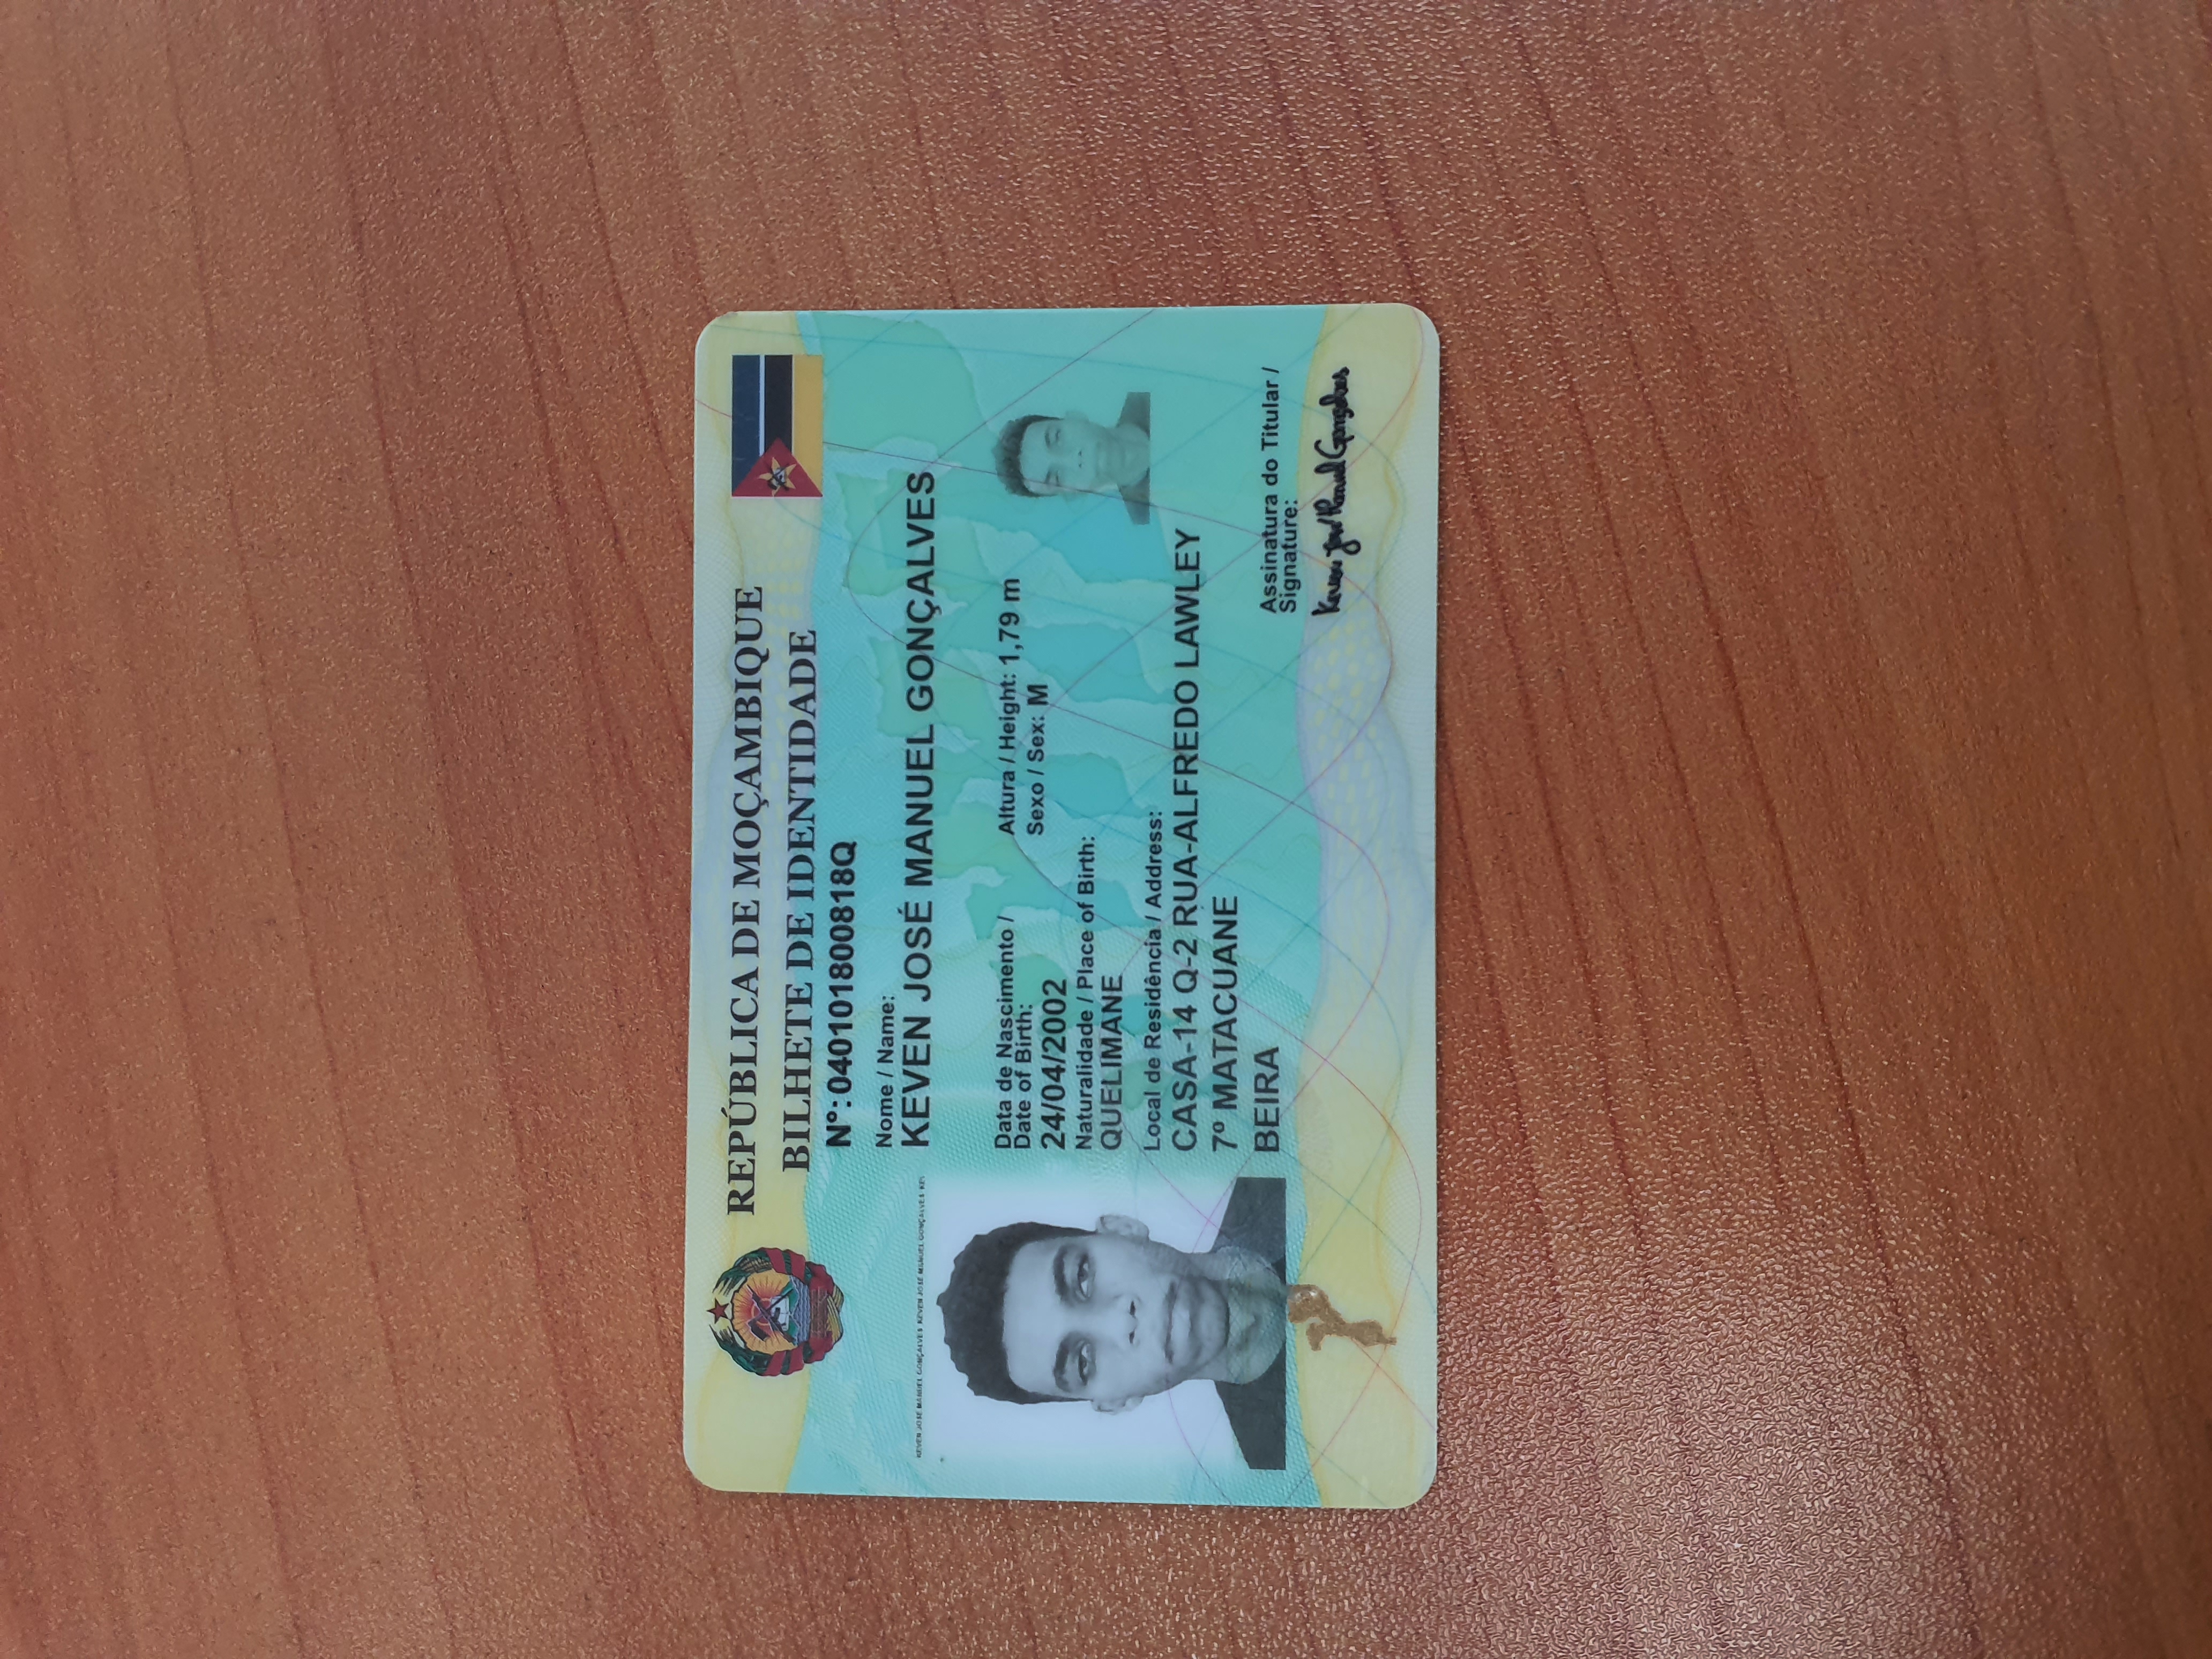 REPÚBLICA DE MOÇAMBIQUE
BILHETE DE IDENTIDADE
Nº: 040101800818Q
KEVEN JOSÉ MANUEL GONÇALVES KEVEN JOSÉ MANUEL GONÇALVES KEV
Nome / Name:
KEVEN JOSÉ MANUEL GONÇALVES
Data de Nascimento /
Date of Birth:
24/04/2002
Altura / Height: 1,79 m
Sexo / Sex: M
Naturalidade / Place of Birth:
QUELIMANE
Local de Residência / Address:
CASA-14 Q-2 RUA-ALFREDO LAWLEY
7º MATACUANE
BEIRA
Assinatura do Titular /
Signature:
Keven José Manuel Gonçalves